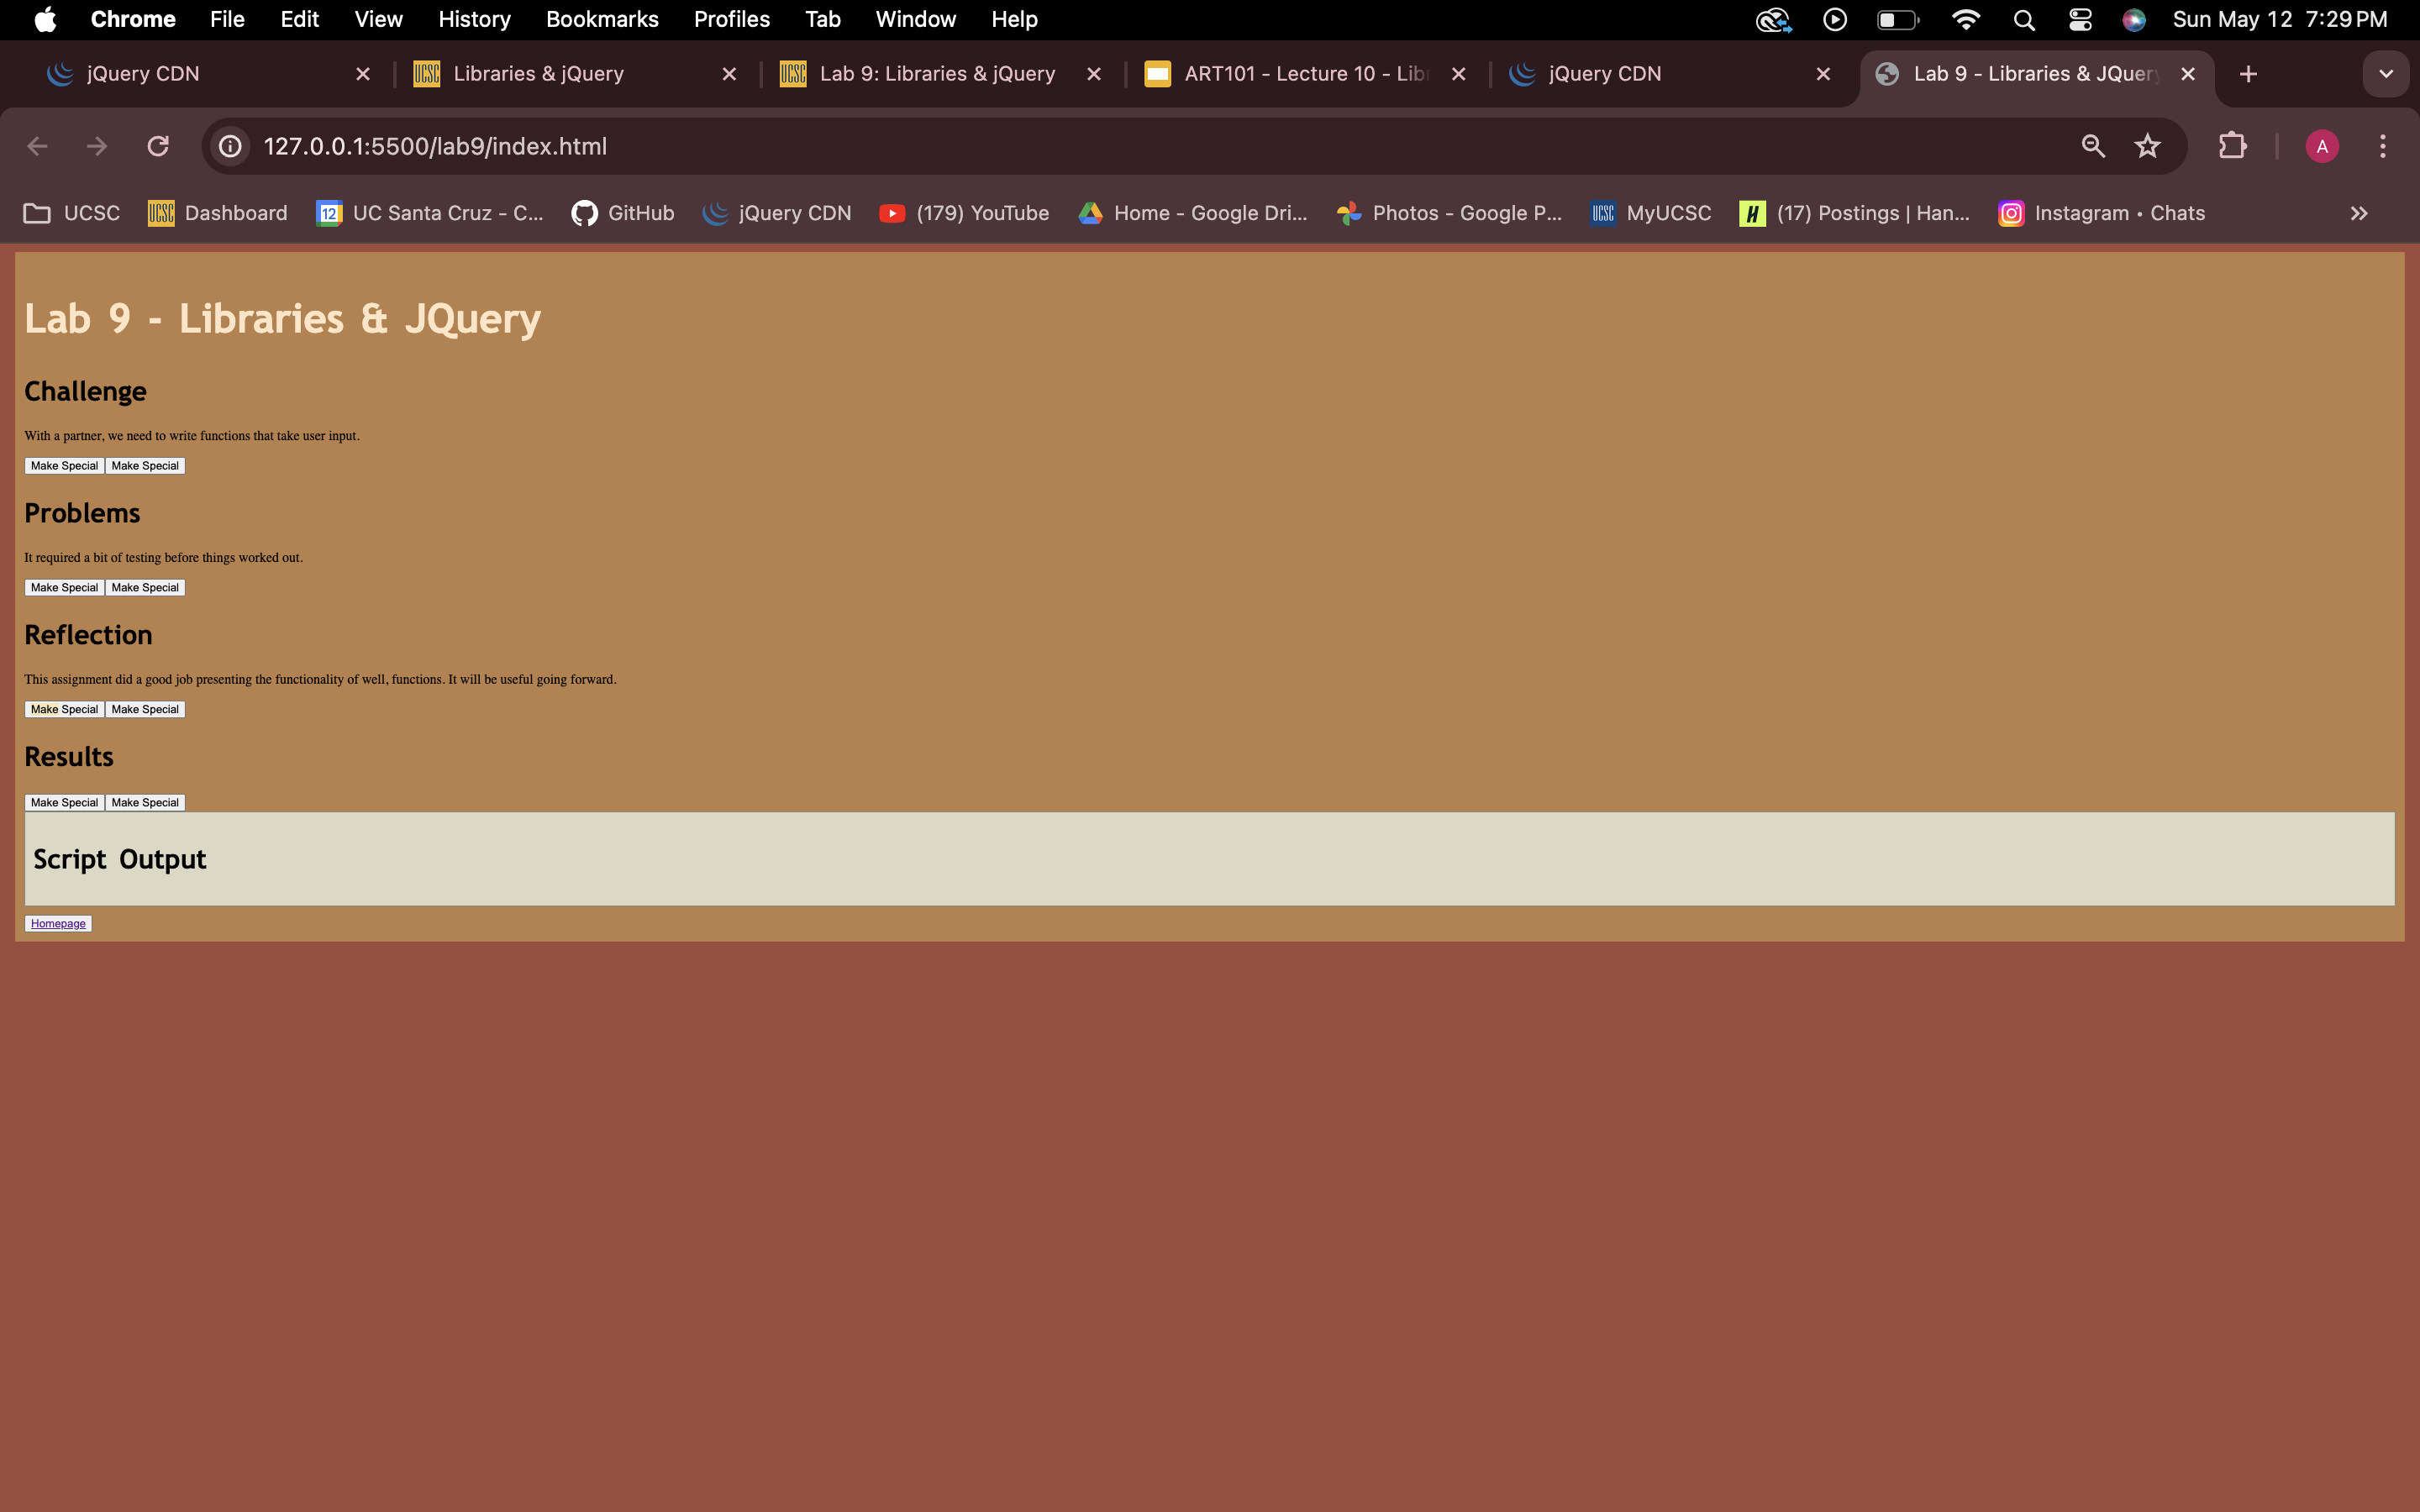 Chrome File Edit View History Bookmarks Profiles Tab Window Help Sun May 12 7:29 PM
jQuery CDN Libraries & jQuery Lab 9: Libraries & jQuery ART101 - Lecture 10 - Libr jQuery CDN Lab 9 - Libraries & JQuery
127.0.0.1:5500/lab9/index.html A
UCSC UCSC Dashboard 12 UC Santa Cruz - C... GitHub jQuery CDN (179) YouTube Home - Google Dri... Photos - Google P... UCSC MyUCSC H (17) Postings | Han... Instagram • Chats
Lab 9 - Libraries & JQuery
Challenge
With a partner, we need to write functions that take user input.
Make Special Make Special
Problems
It required a bit of testing before things worked out.
Make Special Make Special
Reflection
This assignment did a good job presenting the functionality of well, functions. It will be useful going forward.
Make Special Make Special
Results
Make Special Make Special
Script Output
Homepage